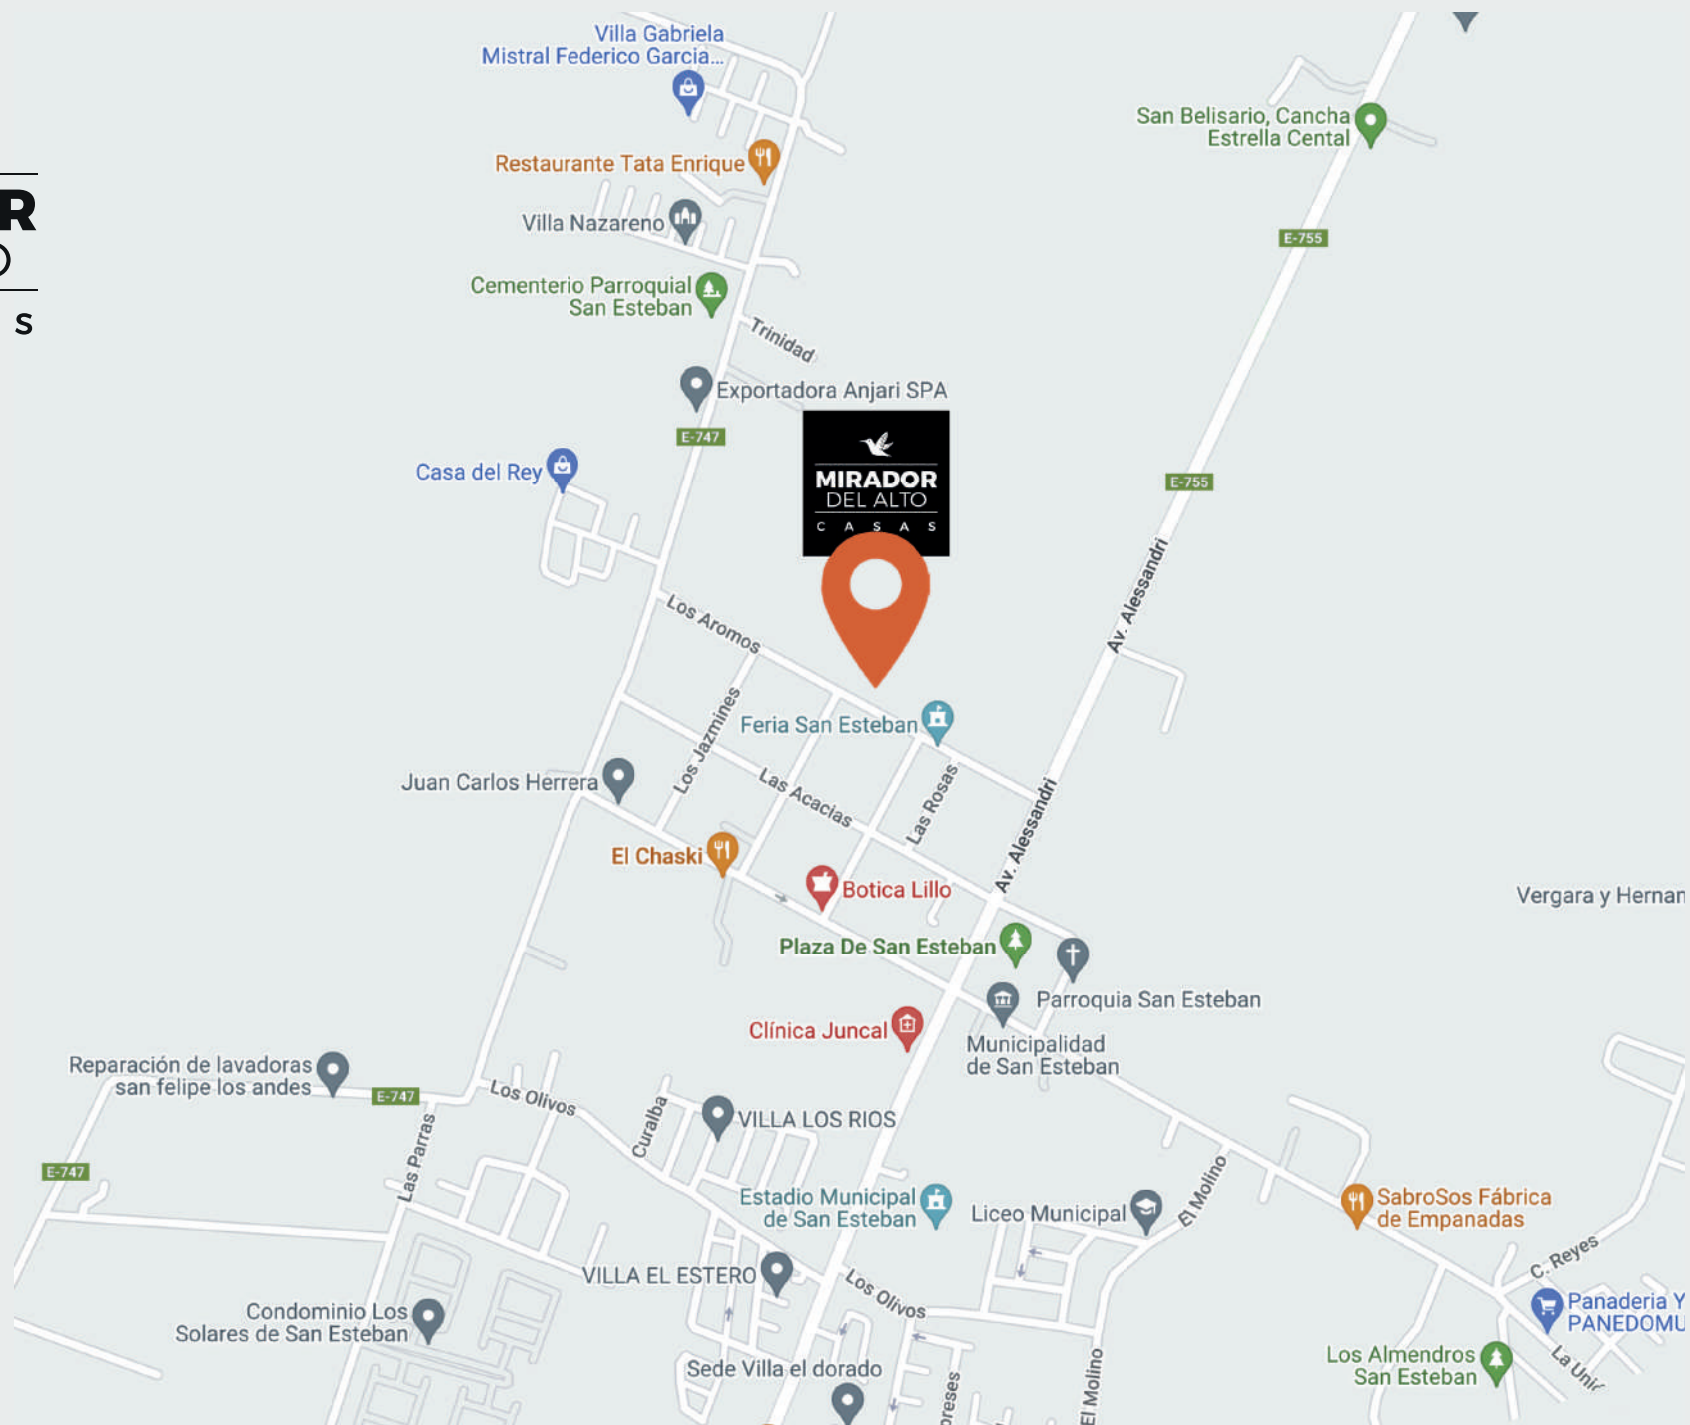 Villa Gabriela
Mistral Federico Garcia...
San Belisario, Cancha
Estrella Cental
Restaurante Tata Enrique
R
O
S
Villa Nazareno
E-755
Cementerio Parroquial
San Esteban
Trinidad
Exportadora Anjari SPA
E-747
MIRADOR
DEL ALTO
C A S A S
Casa del Rey
E-755
Av. Alessandri
Los Aromos
Los Jazmines
Feria San Esteban
Juan Carlos Herrera
Las Acacias
Las Rosas
Av. Alessandri
El Chaski
Botica Lillo
Vergara y Hernan
Plaza De San Esteban
Parroquia San Esteban
Clínica Juncal
Municipalidad
de San Esteban
Reparación de lavadoras
san felipe los andes
E-747
Los Olivos
Curalba
VILLA LOS RIOS
E-747
Las Parras
Estadio Municipal
de San Esteban
Liceo Municipal
El Molino
SabroSos Fábrica
de Empanadas
C. Reyes
VILLA EL ESTERO
Los Olivos
Condominio Los
Solares de San Esteban
Panaderia Y
PANEDOMU
Los Almendros
San Esteban
La Unió
Sede Villa el dorado
preses
El Molino